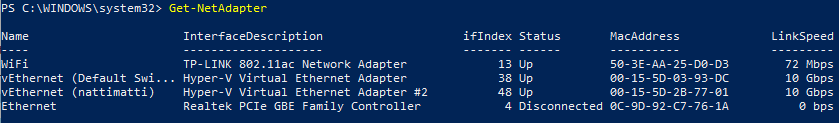 PS C:\WINDOWS\system32> Get-NetAdapter
Name InterfaceDescription ifIndex Status MacAddress LinkSpeed
---- -------------------- ------- ------ ---------- ---------
WiFi TP-LINK 802.11ac Network Adapter 13 Up 50-3E-AA-25-D0-D3 72 Mbps
vEthernet (Default Swi... Hyper-V Virtual Ethernet Adapter 38 Up 00-15-5D-03-93-DC 10 Gbps
vEthernet (nattimatti) Hyper-V Virtual Ethernet Adapter #2 48 Up 00-15-5D-2B-77-01 10 Gbps
Ethernet Realtek PCIe GBE Family Controller 4 Disconnected 0C-9D-92-C7-76-1A 0 bps